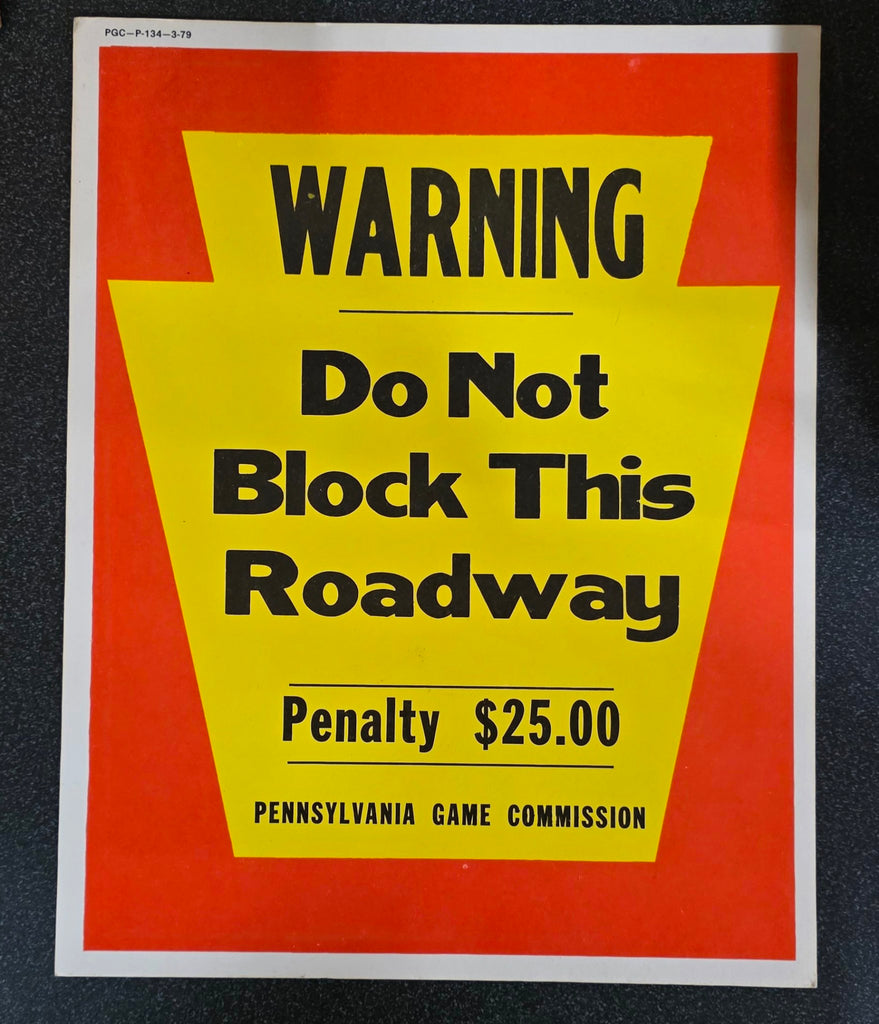 PGC—P-134—3-79
WARNING
Do Not
Block This
Roadway
Penalty $25.00
PENNSYLVANIA GAME COMMISSION